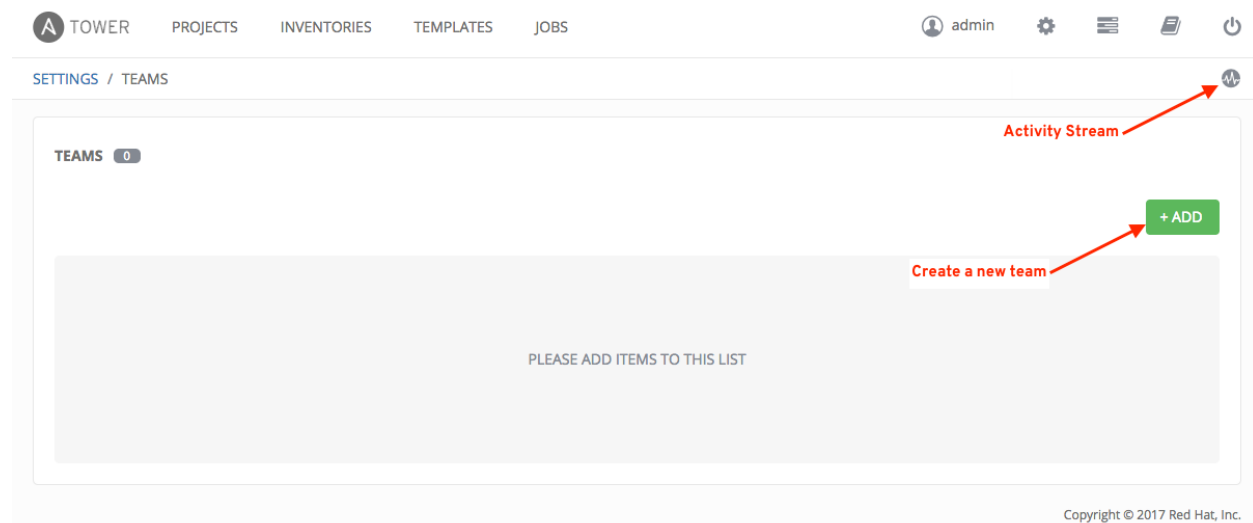 A TOWER PROJECTS INVENTORIES TEMPLATES JOBS admin
SETTINGS / TEAMS
Activity Stream
TEAMS 0
+ ADD
Create a new team
PLEASE ADD ITEMS TO THIS LIST
Copyright © 2017 Red Hat, Inc.